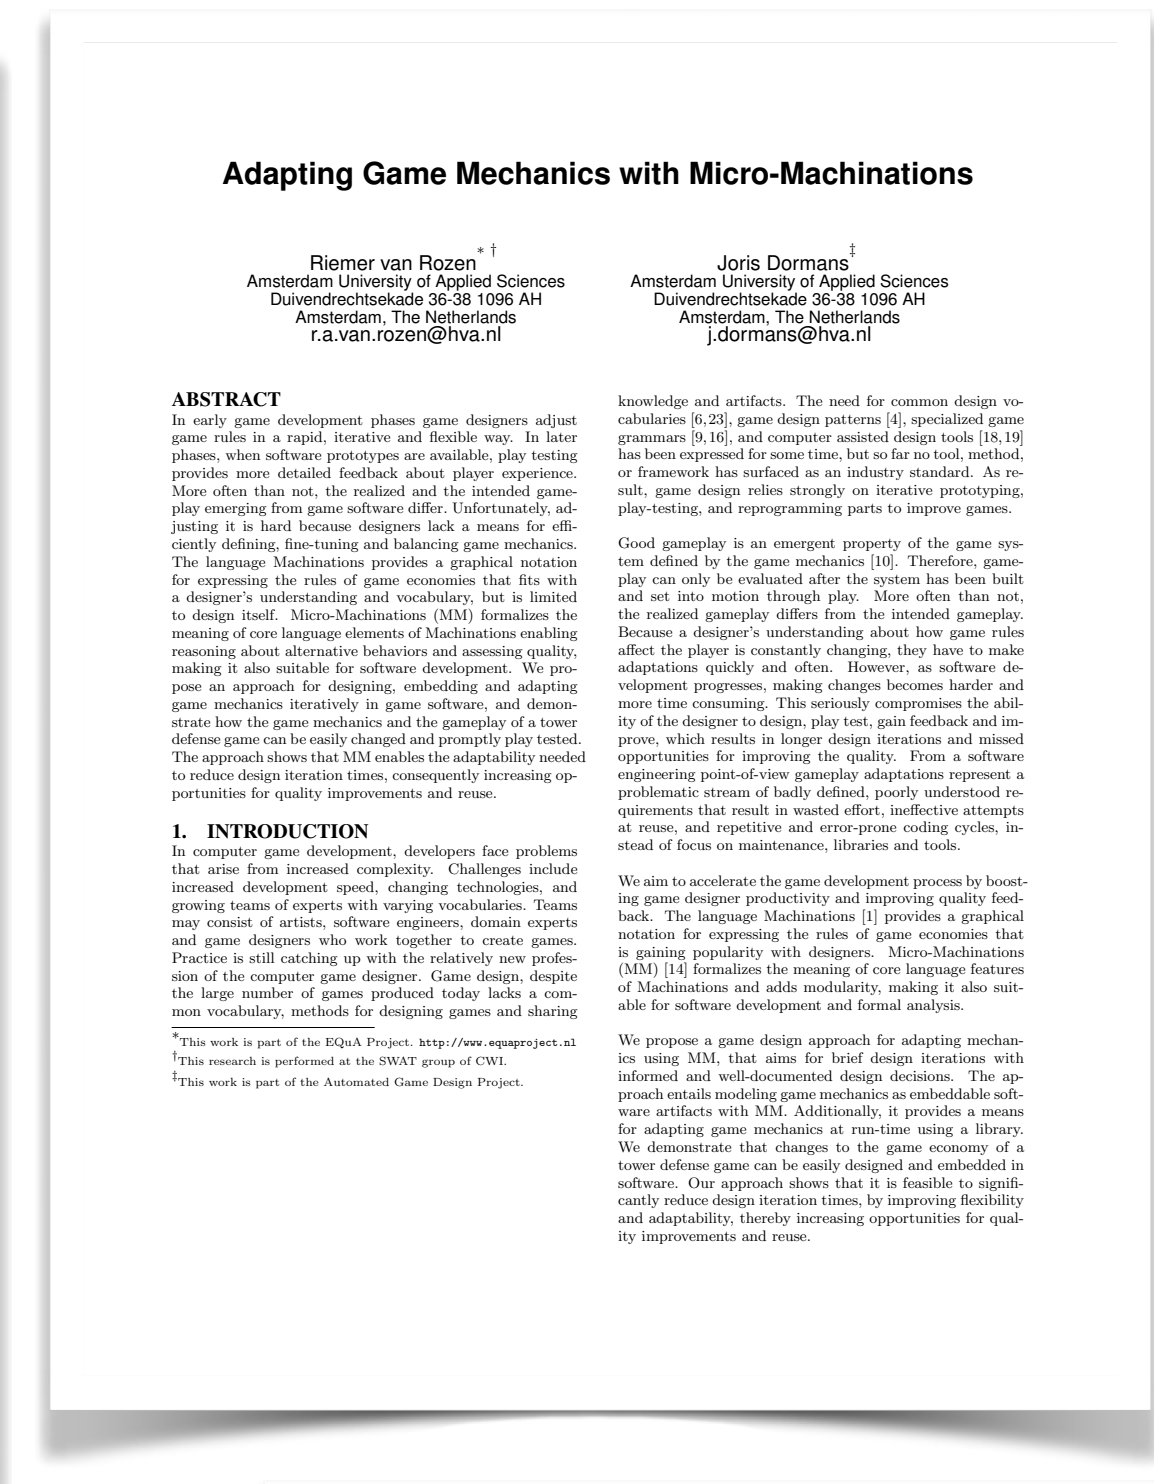 Adapting Game Mechanics with Micro-Machinations
Riemer van Rozen * †
Amsterdam University of Applied Sciences
Duivendrechtsekade 36-38 1096 AH
Amsterdam, The Netherlands
r.a.van.rozen@hva.nl
Joris Dormans ‡
Amsterdam University of Applied Sciences
Duivendrechtsekade 36-38 1096 AH
Amsterdam, The Netherlands
j.dormans@hva.nl
ABSTRACT
In early game development phases game designers adjust
game rules in a rapid, iterative and flexible way. In later
phases, when software prototypes are available, play testing
provides more detailed feedback about player experience.
More often than not, the realized and the intended game-
play emerging from game software differ. Unfortunately, ad-
justing it is hard because designers lack a means for effi-
ciently defining, fine-tuning and balancing game mechanics.
The language Machinations provides a graphical notation
for expressing the rules of game economies that fits with
a designer's understanding and vocabulary, but is limited
to design itself. Micro-Machinations (MM) formalizes the
meaning of core language elements of Machinations enabling
reasoning about alternative behaviors and assessing quality,
making it also suitable for software development. We pro-
pose an approach for designing, embedding and adapting
game mechanics iteratively in game software, and demon-
strate how the game mechanics and the gameplay of a tower
defense game can be easily changed and promptly play tested.
The approach shows that MM enables the adaptability needed
to reduce design iteration times, consequently increasing op-
portunities for quality improvements and reuse.
1. INTRODUCTION
In computer game development, developers face problems
that arise from increased complexity. Challenges include
increased development speed, changing technologies, and
growing teams of experts with varying vocabularies. Teams
may consist of artists, software engineers, domain experts
and game designers who work together to create games.
Practice is still catching up with the relatively new profes-
sion of the computer game designer. Game design, despite
the large number of games produced today lacks a com-
mon vocabulary, methods for designing games and sharing
*This work is part of the EQuA Project. http://www.equaproject.nl
†This research is performed at the SWAT group of CWI.
‡This work is part of the Automated Game Design Project.
knowledge and artifacts. The need for common design vo-
cabularies [6,23], game design patterns [4], specialized game
grammars [9,16], and computer assisted design tools [18,19]
has been expressed for some time, but so far no tool, method,
or framework has surfaced as an industry standard. As re-
sult, game design relies strongly on iterative prototyping,
play-testing, and reprogramming parts to improve games.
Good gameplay is an emergent property of the game sys-
tem defined by the game mechanics [10]. Therefore, game-
play can only be evaluated after the system has been built
and set into motion through play. More often than not,
the realized gameplay differs from the intended gameplay.
Because a designer's understanding about how game rules
affect the player is constantly changing, they have to make
adaptations quickly and often. However, as software de-
velopment progresses, making changes becomes harder and
more time consuming. This seriously compromises the abil-
ity of the designer to design, play test, gain feedback and im-
prove, which results in longer design iterations and missed
opportunities for improving the quality. From a software
engineering point-of-view gameplay adaptations represent a
problematic stream of badly defined, poorly understood re-
quirements that result in wasted effort, ineffective attempts
at reuse, and repetitive and error-prone coding cycles, in-
stead of focus on maintenance, libraries and tools.
We aim to accelerate the game development process by boost-
ing game designer productivity and improving quality feed-
back. The language Machinations [1] provides a graphical
notation for expressing the rules of game economies that
is gaining popularity with designers. Micro-Machinations
(MM) [14] formalizes the meaning of core language features
of Machinations and adds modularity, making it also suit-
able for software development and formal analysis.
We propose a game design approach for adapting mechan-
ics using MM, that aims for brief design iterations with
informed and well-documented design decisions. The ap-
proach entails modeling game mechanics as embeddable soft-
ware artifacts with MM. Additionally, it provides a means
for adapting game mechanics at run-time using a library.
We demonstrate that changes to the game economy of a
tower defense game can be easily designed and embedded in
software. Our approach shows that it is feasible to signifi-
cantly reduce design iteration times, by improving flexibility
and adaptability, thereby increasing opportunities for qual-
ity improvements and reuse.